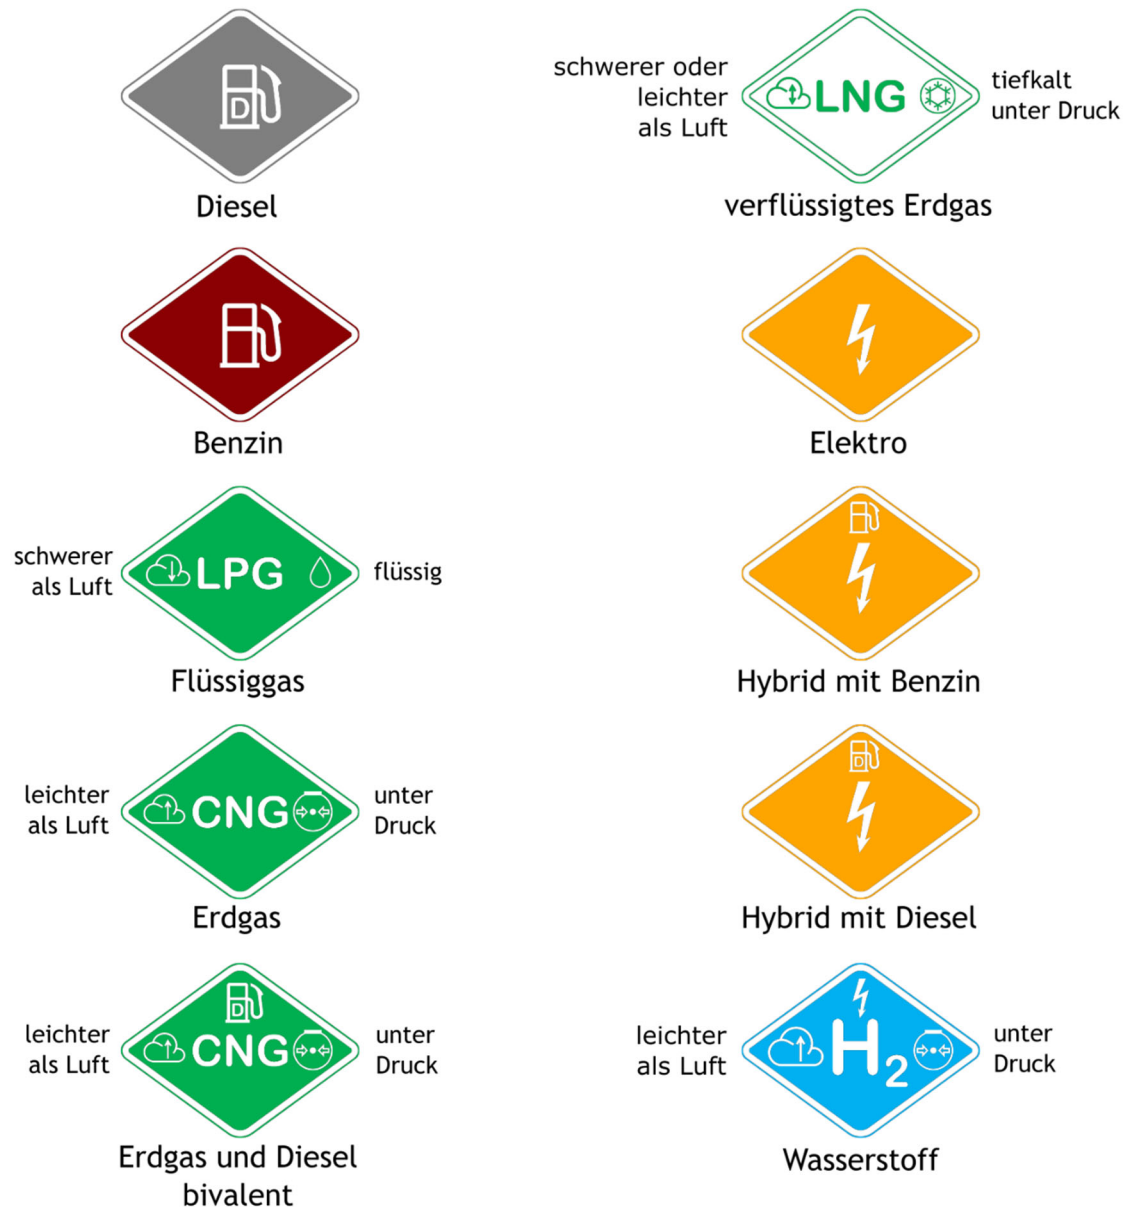 D
Diesel
Benzin
schwerer
als Luft
LPG
flüssig
Flüssiggas
leichter
als Luft
CNG
unter
Druck
Erdgas
D
leichter
als Luft
CNG
unter
Druck
Erdgas und Diesel
bivalent
schwerer oder
leichter
als Luft
LNG
tiefkalt
unter Druck
verflüssigtes Erdgas
Elektro
Hybrid mit Benzin
D
Hybrid mit Diesel
leichter
als Luft
H2
unter
Druck
Wasserstoff